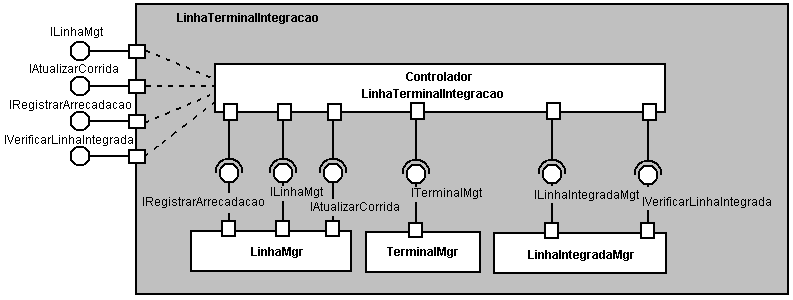 LinhaTerminalIntegracao
ILinhaMgt
IAtualizarCorrida
IRegistrarArrecadacao
IVerificarLinhaIntegrada
Controlador
LinhaTerminalIntegracao
IRegistrarArrecadacao
ILinhaMgt
IAtualizarCorrida
ITerminalMgt
ILinhaIntegradaMgt
IVerificarLinhaIntegrada
LinhaMgr
TerminalMgr
LinhaIntegradaMgr